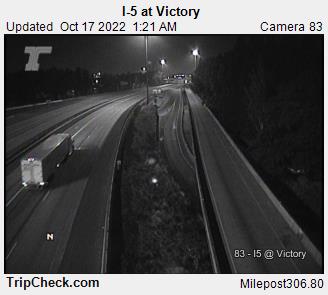 I-5 at Victory
Updated Oct 17 2022 1:21 AM Camera 83
N
83 - I5 @ Victory
TripCheck.com Milepost306.80